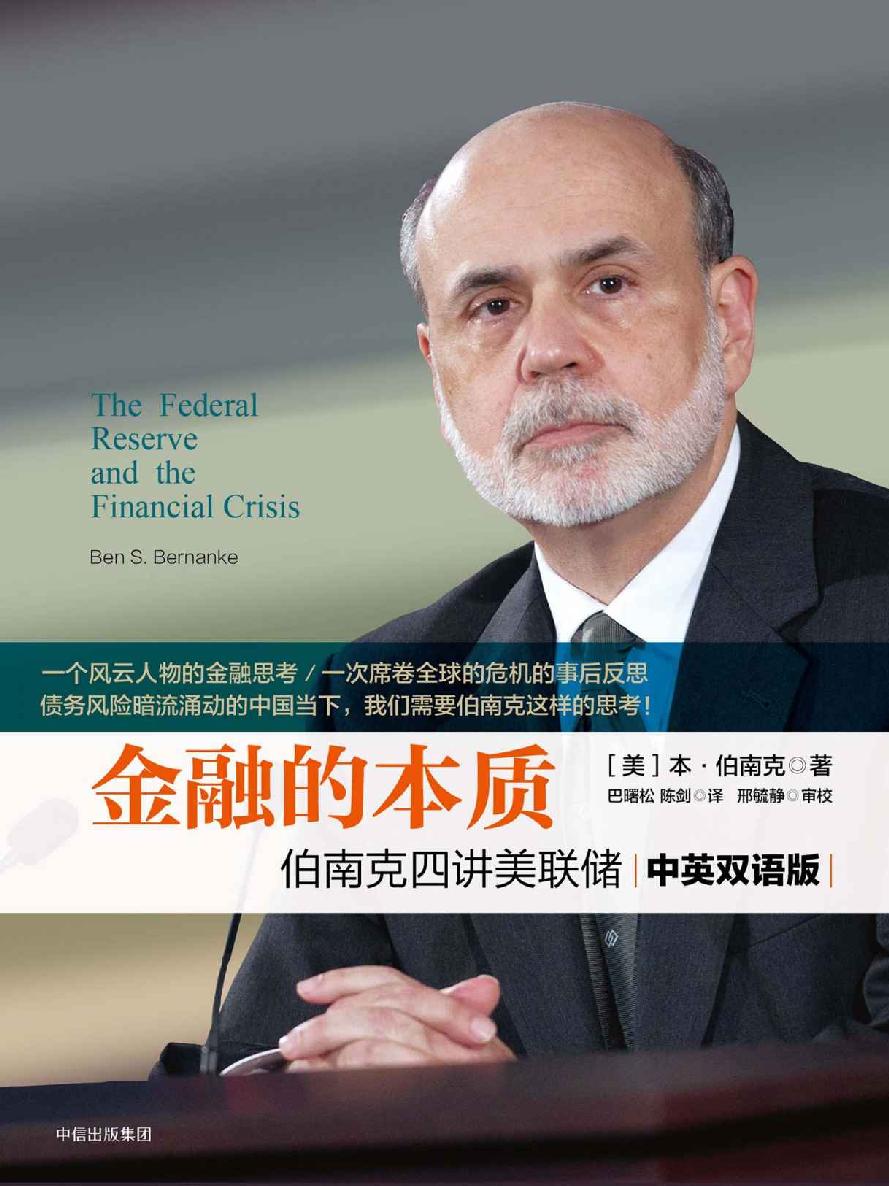 The Federal
Reserve
and the
Financial Crisis
Ben S. Bernanke
一个风云人物的金融思考 / 一次席卷全球的危机的事后反思
债务风险暗流涌动的中国当下，我们需要伯南克这样的思考！
金融的本质
[美]本·伯南克◎著
巴曙松 陈剑◎译 邢毓静◎审校
伯南克四讲美联储|中英双语版|
中信出版集团